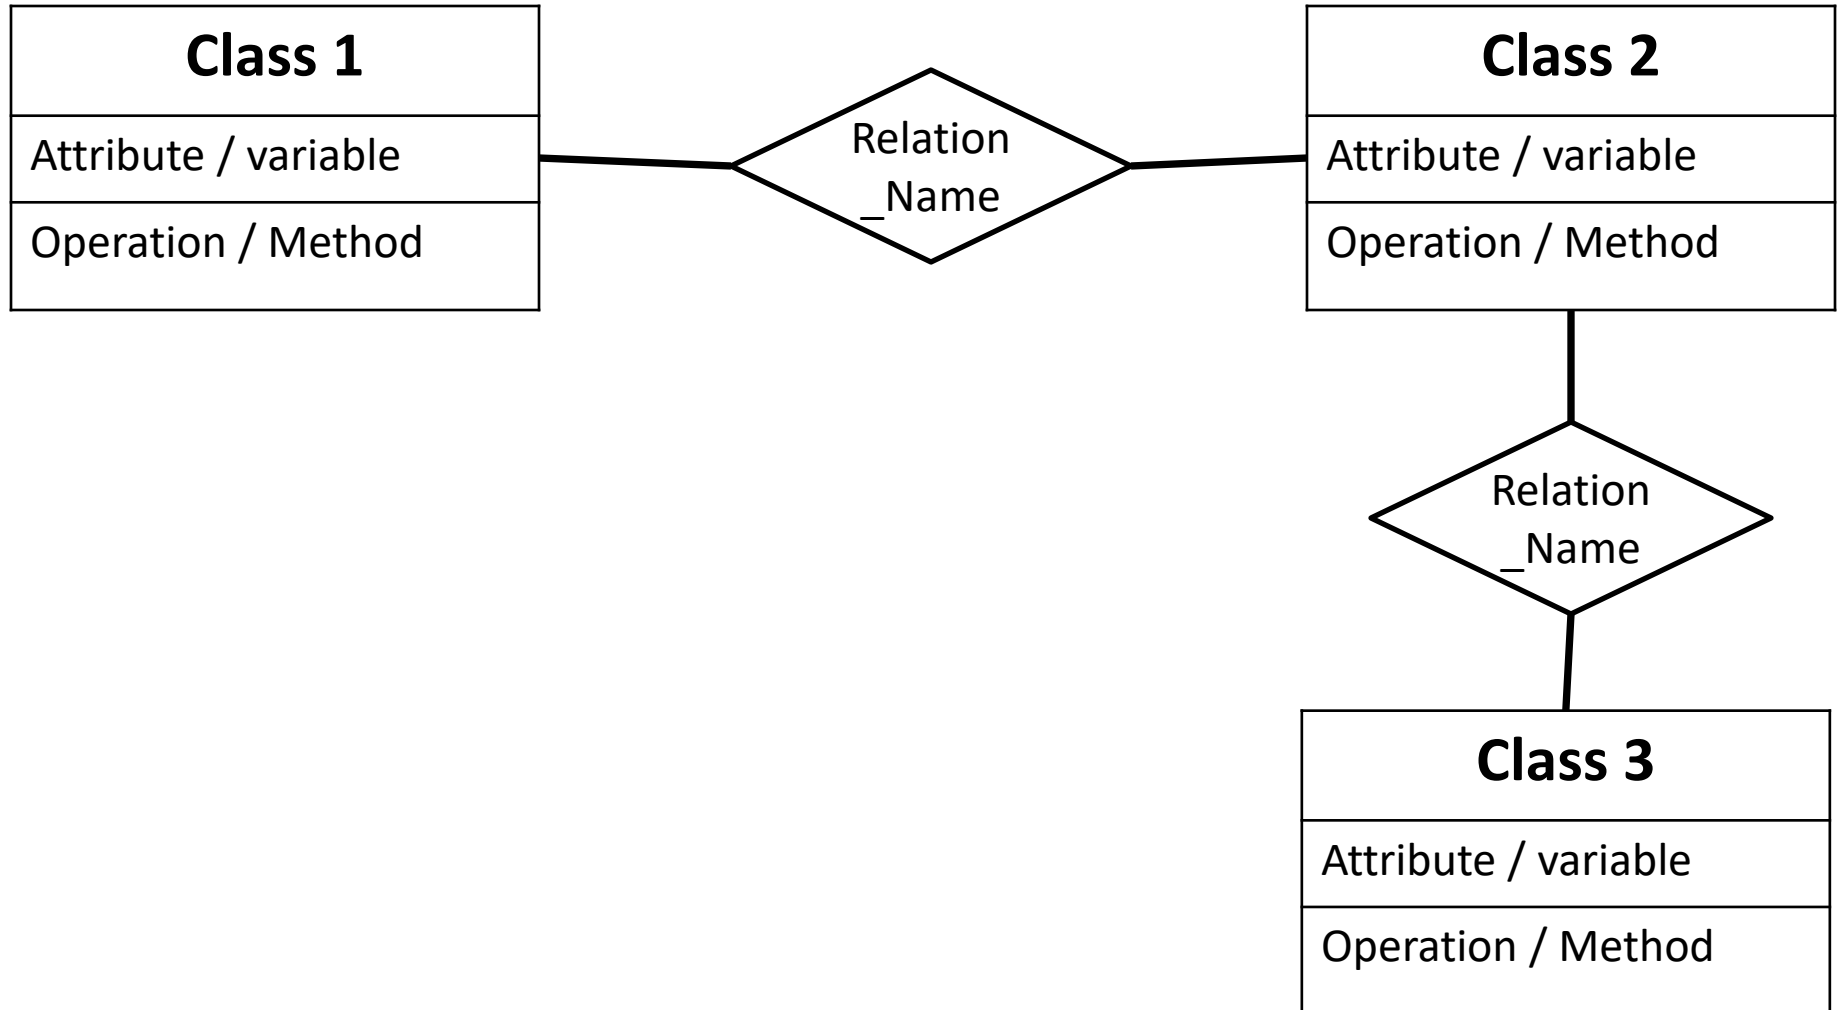 Class 1
Attribute / variable
Operation / Method
Relation
_Name
Class 2
Attribute / variable
Operation / Method
Relation
_Name
Class 3
Attribute / variable
Operation / Method